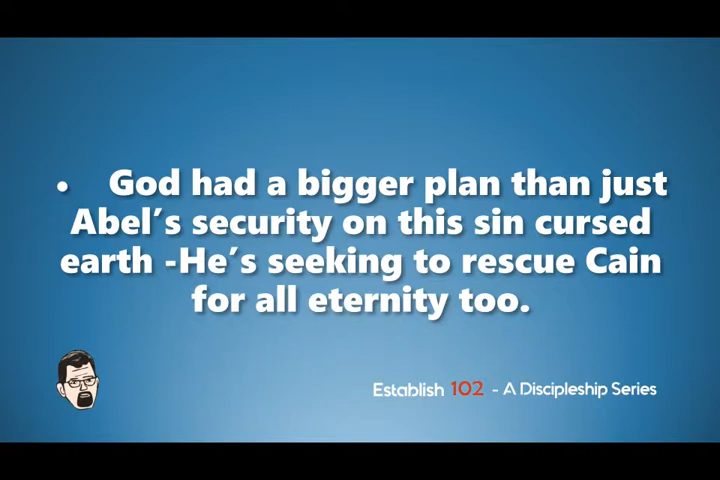 • God had a bigger plan than just
Abel’s security on this sin cursed
earth -He’s seeking to rescue Cain
for all eternity too.
Establish 102 - A Discipleship Series